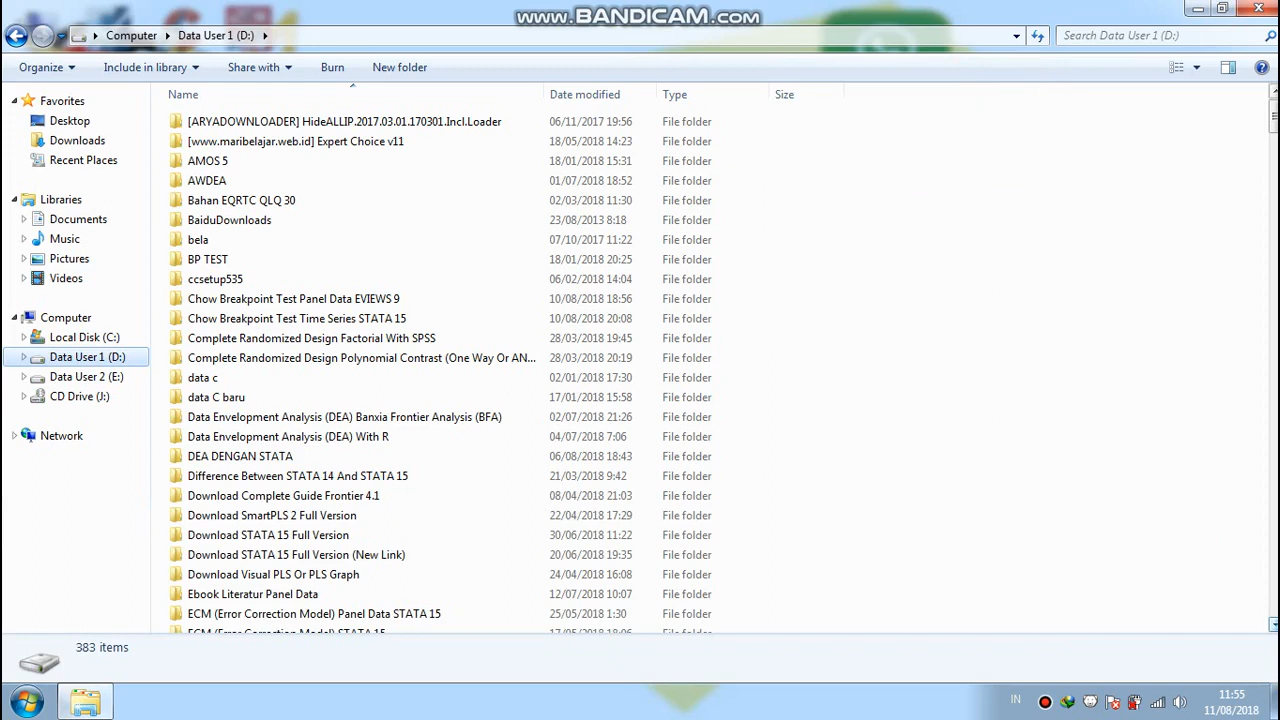 www.BANDICAM.com
Computer Data User 1 (D:)
Search Data User 1 (D:)
Organize Include in library Share with Burn New folder
Name Date modified Type Size
Favorites
Desktop
Downloads
Recent Places
Libraries
Documents
Music
Pictures
Videos
Computer
Local Disk (C:)
Data User 1 (D:)
Data User 2 (E:)
CD Drive (J:)
Network
[ARYADOWNLOADER] HideALLIP.2017.03.01.170301.Incl.Loader 06/11/2017 19:56 File folder
[www.maribelajar.web.id] Expert Choice v11 18/05/2018 14:23 File folder
AMOS 5 18/01/2018 15:31 File folder
AWDEA 01/07/2018 18:52 File folder
Bahan EQRTC QLQ 30 02/03/2018 11:30 File folder
BaiduDownloads 23/08/2013 8:18 File folder
bela 07/10/2017 11:22 File folder
BP TEST 18/01/2018 20:25 File folder
ccsetup535 06/02/2018 14:04 File folder
Chow Breakpoint Test Panel Data EVIEWS 9 10/08/2018 18:56 File folder
Chow Breakpoint Test Time Series STATA 15 10/08/2018 20:08 File folder
Complete Randomized Design Factorial With SPSS 28/03/2018 19:45 File folder
Complete Randomized Design Polynomial Contrast (One Way Or AN... 28/03/2018 20:19 File folder
data c 02/01/2018 17:30 File folder
data C baru 17/01/2018 15:58 File folder
Data Envelopment Analysis (DEA) Banxia Frontier Analysis (BFA) 02/07/2018 21:26 File folder
Data Envelopment Analysis (DEA) With R 04/07/2018 7:06 File folder
DEA DENGAN STATA 06/08/2018 18:43 File folder
Difference Between STATA 14 And STATA 15 21/03/2018 9:42 File folder
Download Complete Guide Frontier 4.1 08/04/2018 21:03 File folder
Download SmartPLS 2 Full Version 22/04/2018 17:29 File folder
Download STATA 15 Full Version 30/06/2018 11:22 File folder
Download STATA 15 Full Version (New Link) 20/06/2018 19:35 File folder
Download Visual PLS Or PLS Graph 24/04/2018 16:08 File folder
Ebook Literatur Panel Data 12/07/2018 10:07 File folder
ECM (Error Correction Model) Panel Data STATA 15 25/05/2018 1:30 File folder
ECM (Error Correction Model) STATA 15 17/05/2018 18:06 File folder
383 items
IN
11:55
11/08/2018